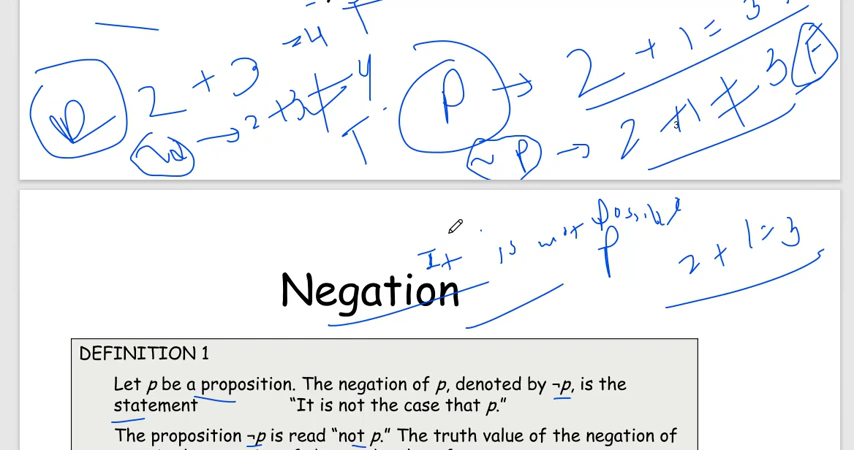 = 4 T
2 + 3
2 + 3 ≠ 4
T
p → 2 + 1 = 3
~p → 2 + 1 ≠ 3 F
It is not possible
p 2 + 1 = 3
Negation
DEFINITION 1
Let p be a proposition. The negation of p, denoted by ¬p, is the
statement "It is not the case that p."
The proposition ¬p is read "not p." The truth value of the negation of